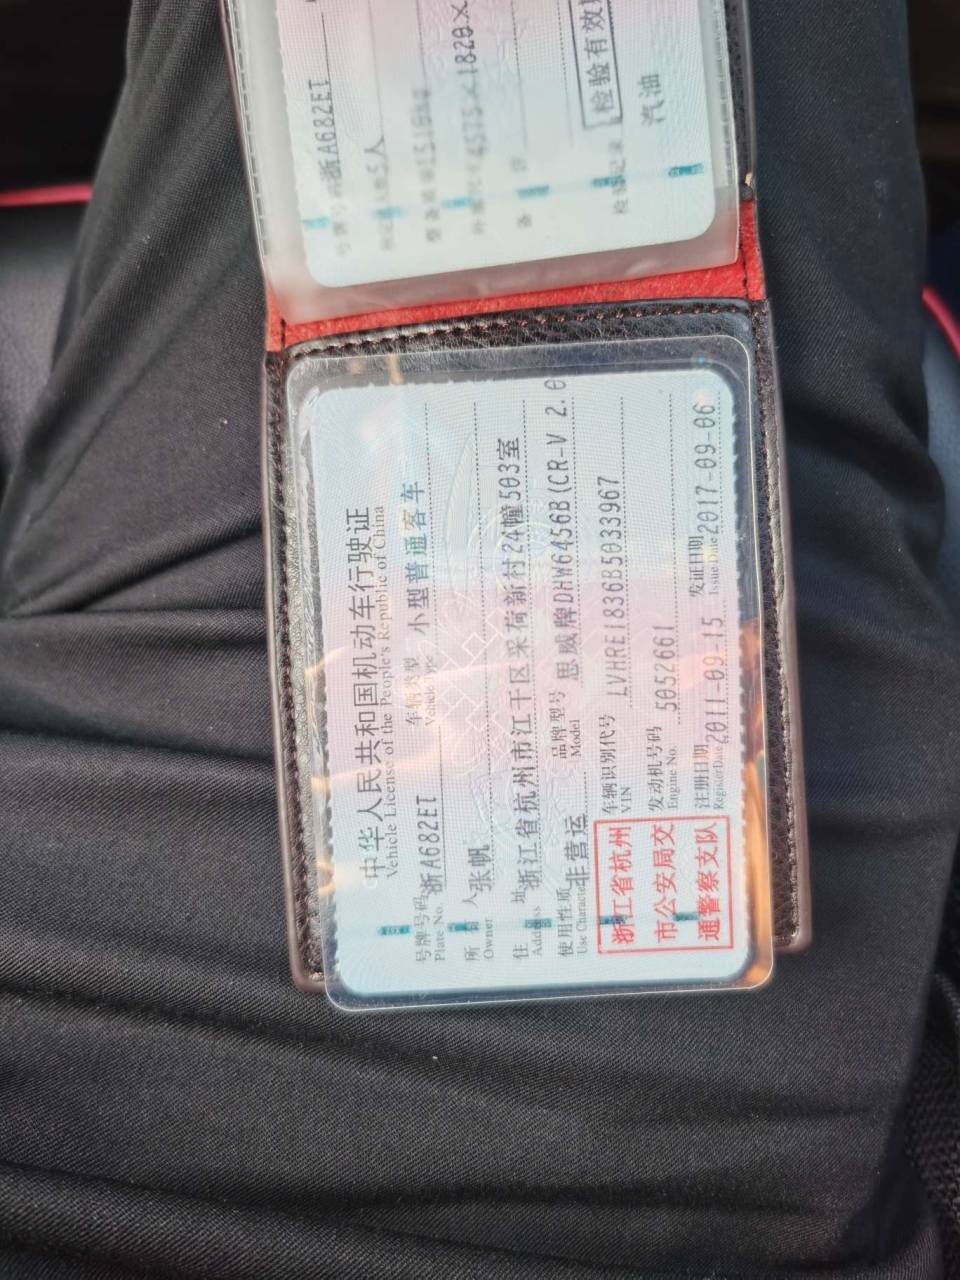 中华人民共和国机动车行驶证
Vehicle License of the People's Republic of China
号牌号码 浙A682ET 车辆类型 小型普通客车
Plate No. Vehicle Type
所 人 张帆
Owner
住 址 浙江省杭州市江干区采荷新村24幢503室
Address
使用性质 非营运 品牌型号 思威牌DHW6456B(CR-V 2.0
Use Character Model
浙江省杭州
市公安局交
通警察支队
车辆识别代号 LVHRE1836B5033967
VIN
发动机号码 5052661
Engine No.
注册日期 2011-09-15 发证日期 2017-09-06
Register Date Issue Date
浙A682ET
5人
检验有效
汽油